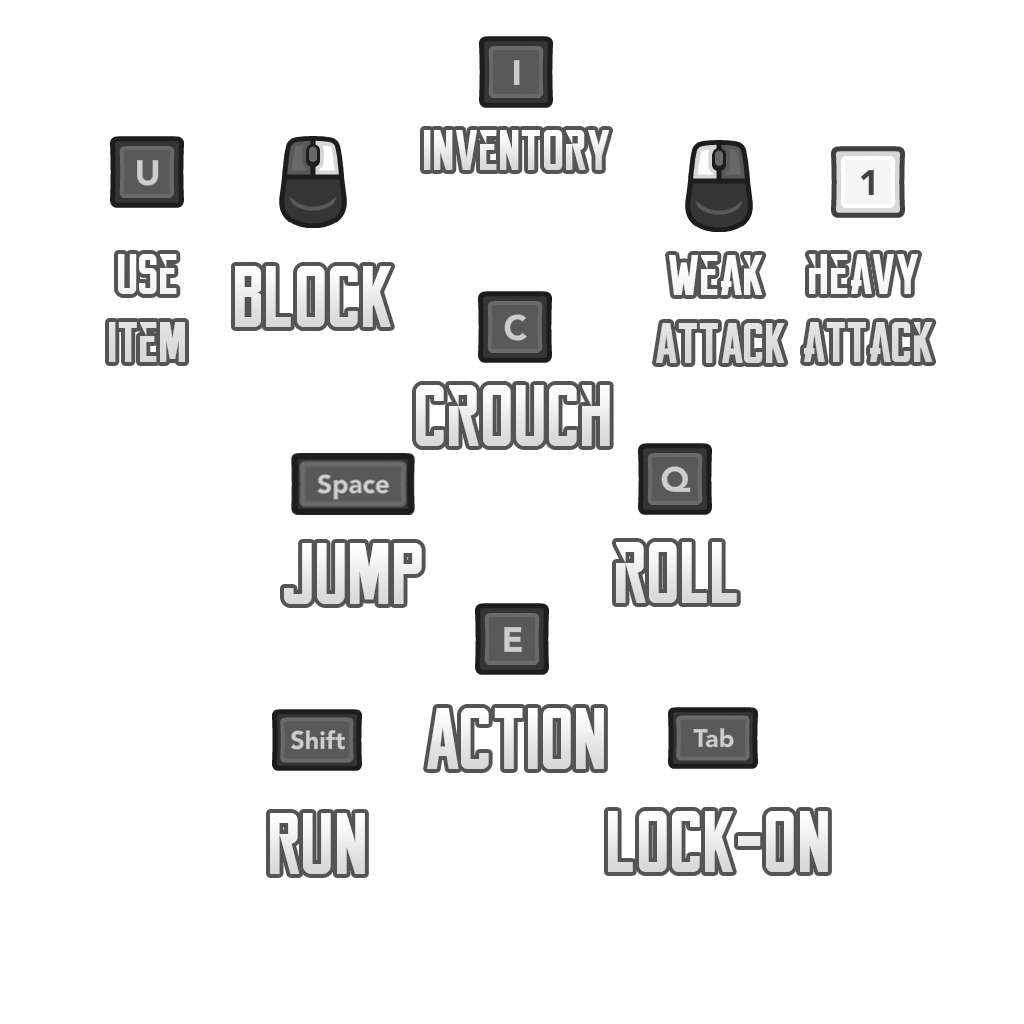 I
INVENTORY
U
1
USE
ITEM
BLOCK
WEAK
ATTACK
HEAVY
ATTACK
C
CROUCH
Space
JUMP
Q
ROLL
E
ACTION
Shift
RUN
Tab
LOCK-ON